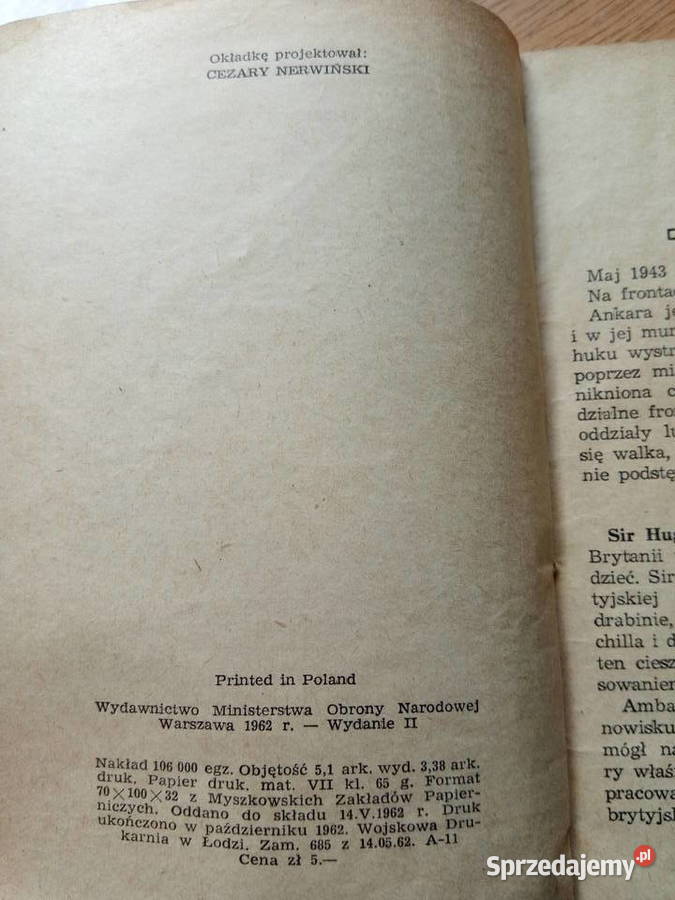 Okładkę projektował:
CEZARY NERWIŃSKI
Printed in Poland
Wydawnictwo Ministerstwa Obrony Narodowej
Warszawa 1962 r. — Wydanie II
Nakład 106 000 egz. Objętość 5,1 ark. wyd. 3,38 ark.
druk. Papier druk. mat. VII kl. 65 g. Format
70×100×32 z Myszkowskich Zakładów Papier-
niczych. Oddano do składu 14.V.1962 r. Druk
ukończono w październiku 1962. Wojskowa Dru-
karnia w Łodzi. Zam. 685 z 14.05.62. A-11
Cena zł 5.—
Maj 1943
Na fronta
Ankara j
i w jej mu
huku wyst
poprzez mi
nikniona
dzialne fro
oddziały l
się walka,
nie podst
Sir Hu
Brytanii
dzieć. Sir
tyjskiej
drabinie,
chilla i d
ten ciesz
sowanie
Amba
nowisku
mógł na
ry właś
pracowa
brytyjs
Sprzedajemy.pl